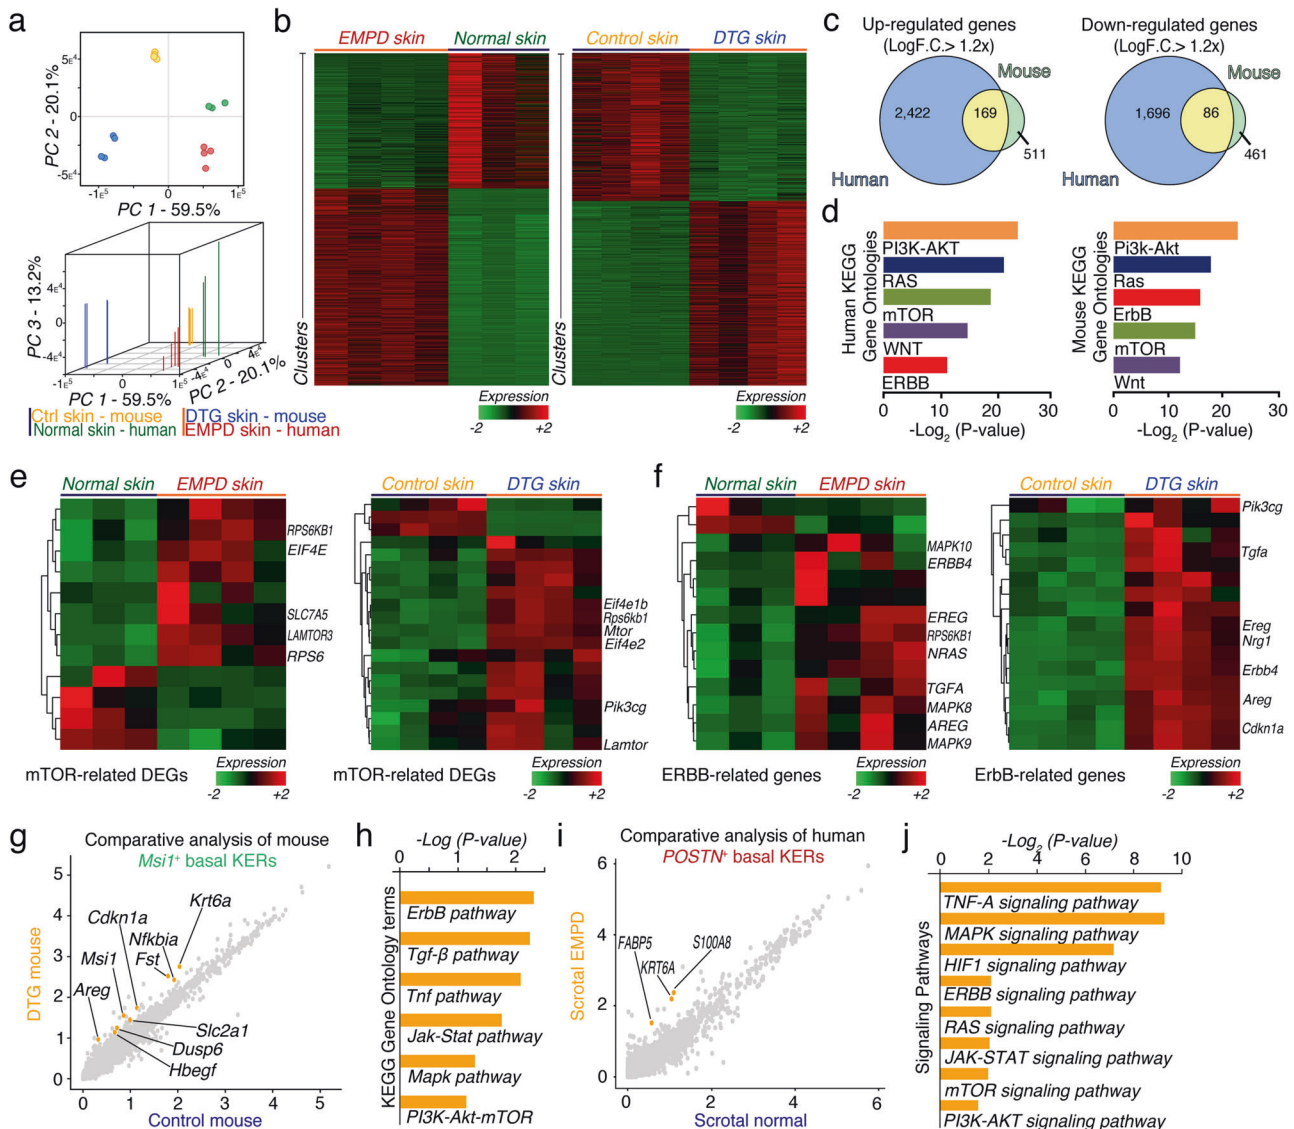 a
PC 2 - 20.1%
5E⁴
0
-5E⁴
-1E⁵
0
1E⁵
PC 1 - 59.5%
PC 3 - 13.2%
4E⁴
0
-4E⁴
-1E⁵
0
1E⁵
PC 1 - 59.5%
-4E⁴
0
4E⁴
PC 2 - 20.1%
Ctrl skin - mouse
DTG skin - mouse
Normal skin - human
EMPD skin - human
b
EMPD skin
Normal skin
Control skin
DTG skin
Clusters
Clusters
Expression
-2
+2
Expression
-2
+2
c
Up-regulated genes
(LogF.C.> 1.2x)
Mouse
2,422
169
511
Human
Down-regulated genes
(LogF.C.> 1.2x)
Mouse
1,696
86
461
Human
d
Human KEGG
Gene Ontologies
PI3K-AKT
RAS
mTOR
WNT
ERBB
0
10
20
30
-Log₂ (P-value)
Mouse KEGG
Gene Ontologies
Pi3k-Akt
Ras
ErbB
mTOR
Wnt
0
10
20
30
-Log₂ (P-value)
e
Normal skin
EMPD skin
RPS6KB1
EIF4E
SLC7A5
LAMTOR3
RPS6
mTOR-related DEGs
Expression
-2
+2
Control skin
DTG skin
Eif4e1b
Rps6kb1
Mtor
Eif4e2
Pik3cg
Lamtor
mTOR-related DEGs
Expression
-2
+2
f
Normal skin
EMPD skin
MAPK10
ERBB4
EREG
RPS6KB1
NRAS
TGFA
MAPK8
AREG
MAPK9
ERBB-related genes
Expression
-2
+2
Control skin
DTG skin
Pik3cg
Tgfa
Ereg
Nrg1
Erbb4
Areg
Cdkn1a
ErbB-related genes
Expression
-2
+2
g
Comparative analysis of mouse
Msi1⁺ basal KERs
DTG mouse
5
4
3
2
1
0
Krt6a
Cdkn1a
Nfkbia
Fst
Msi1
Areg
Slc2a1
Dusp6
Hbegf
0
1
2
3
4
5
Control mouse
h
-Log (P-value)
0
1
2
KEGG Gene Ontology terms
ErbB pathway
Tgf-β pathway
Tnf pathway
Jak-Stat pathway
Mapk pathway
PI3K-Akt-mTOR
i
Comparative analysis of human
POSTN⁺ basal KERs
Scrotal EMPD
6
4
2
0
FABP5
S100A8
KRT6A
0
2
4
6
Scrotal normal
j
-Log₂ (P-value)
0
2
4
6
8
10
Signaling Pathways
TNF-A signaling pathway
MAPK signaling pathway
HIF1 signaling pathway
ERBB signaling pathway
RAS signaling pathway
JAK-STAT signaling pathway
mTOR signaling pathway
PI3K-AKT signaling pathway